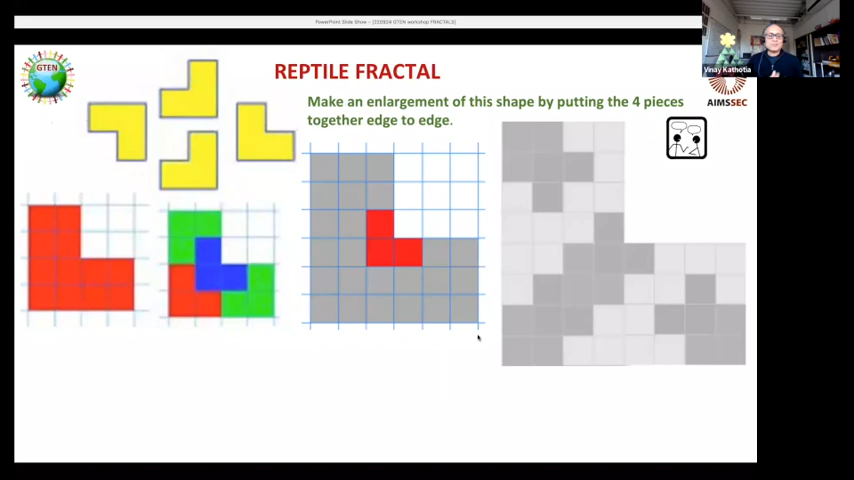 PowerPoint Slide Show - [220924 GTEN workshop FRACTALS]
GTEN
REPTILE FRACTAL
Make an enlargement of this shape by putting the 4 pieces
together edge to edge.
Vinay Kathotia
AIMSSEC